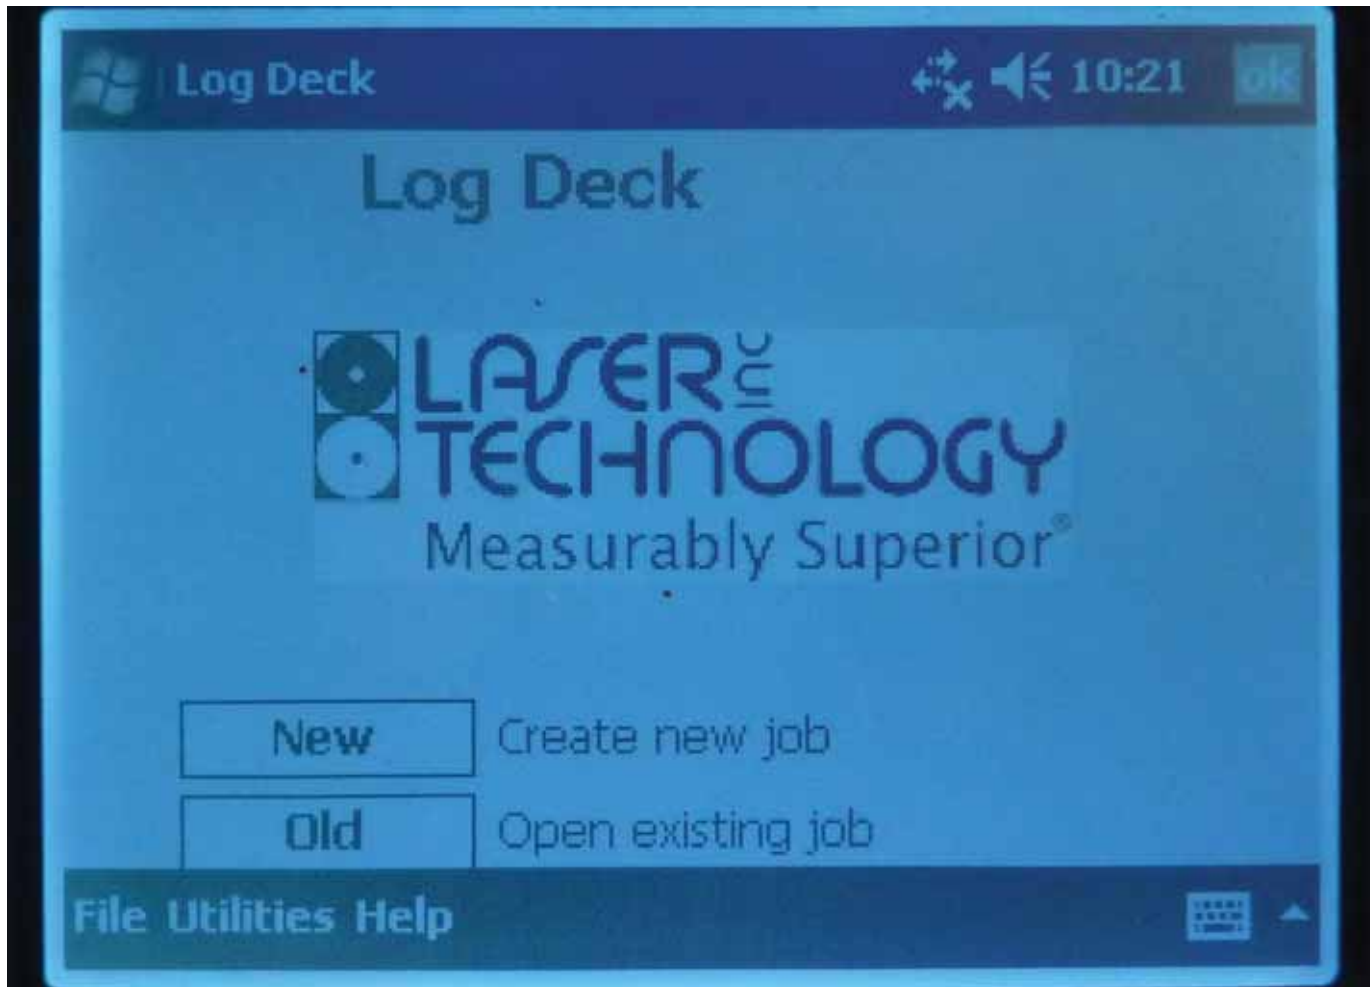 Log Deck
10:21
ok
Log Deck
LASER INC
TECHNOLOGY
Measurably Superior®
New
Create new job
Old
Open existing job
File Utilities Help